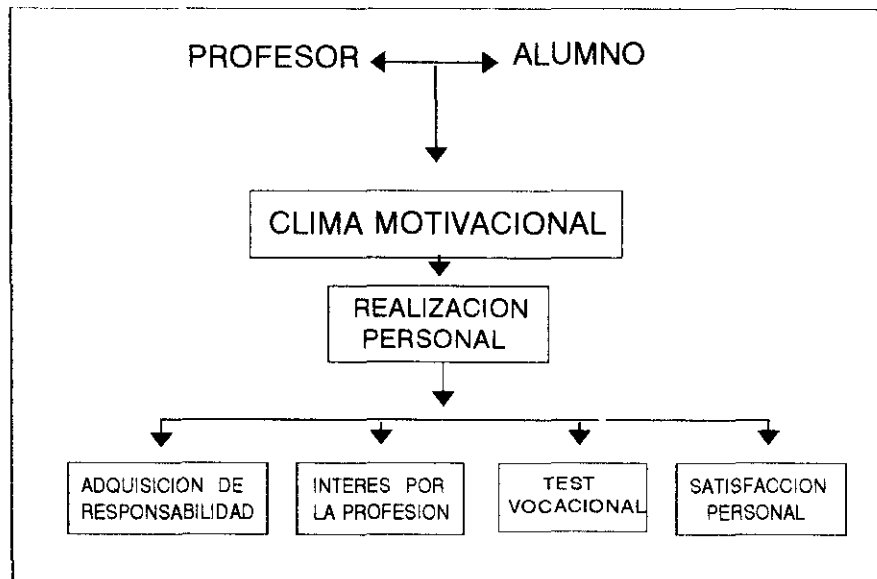 PROFESOR ALUMNO
CLIMA MOTIVACIONAL
REALIZACION
PERSONAL
ADQUISICION DE
RESPONSABILIDAD
INTERES POR
LA PROFESION
TEST
VOCACIONAL
SATISFACCION
PERSONAL